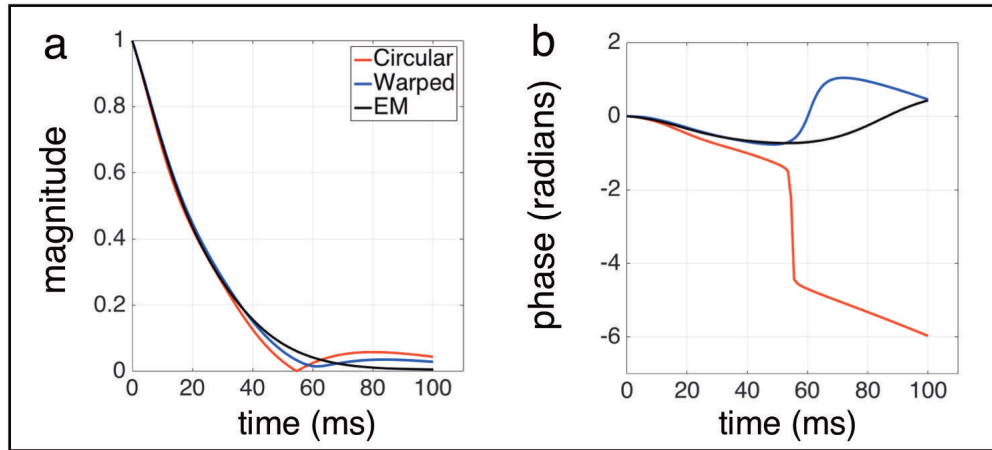 a
1
0.8
0.6
0.4
0.2
0
0 20 40 60 80 100
magnitude
time (ms)
Circular
Warped
EM
b
2
0
-2
-4
-6
0 20 40 60 80 100
phase (radians)
time (ms)